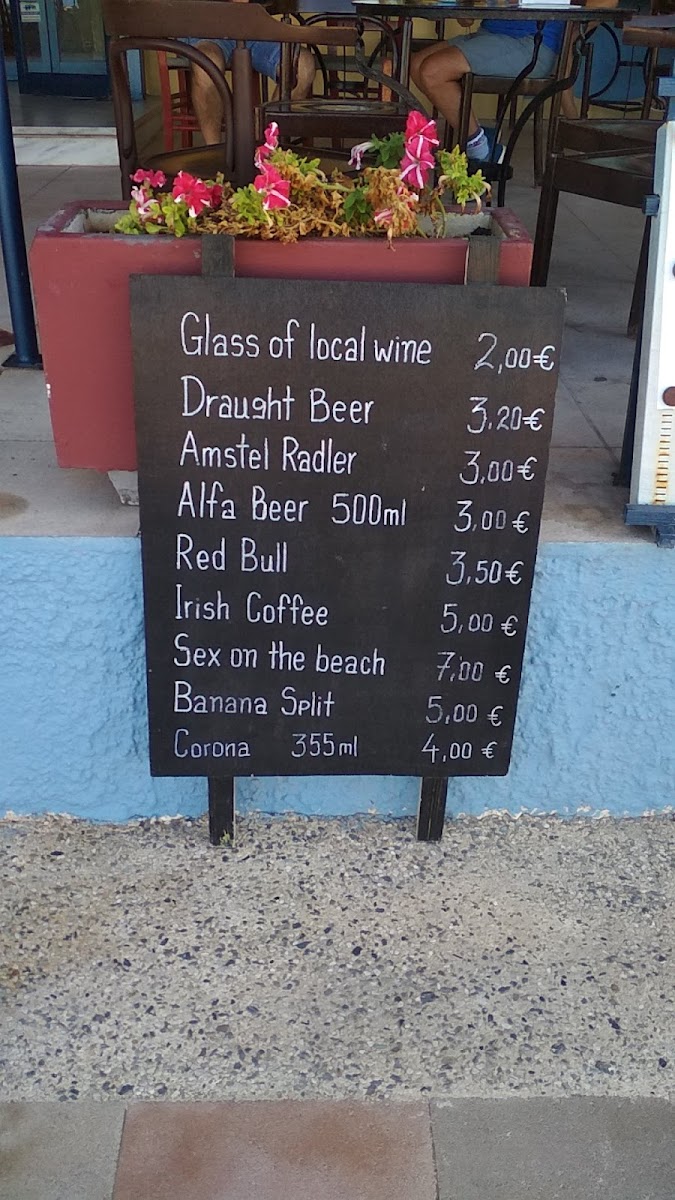 Glass of local wine 2,00€
Draught Beer 3.20€
Amstel Radler 3,00€
Alfa Beer 500ml 3,00€
Red Bull 3,50€
Irish Coffee 5,00€
Sex on the beach 7,00€
Banana Split 5,00€
Corona 355ml 4,00€